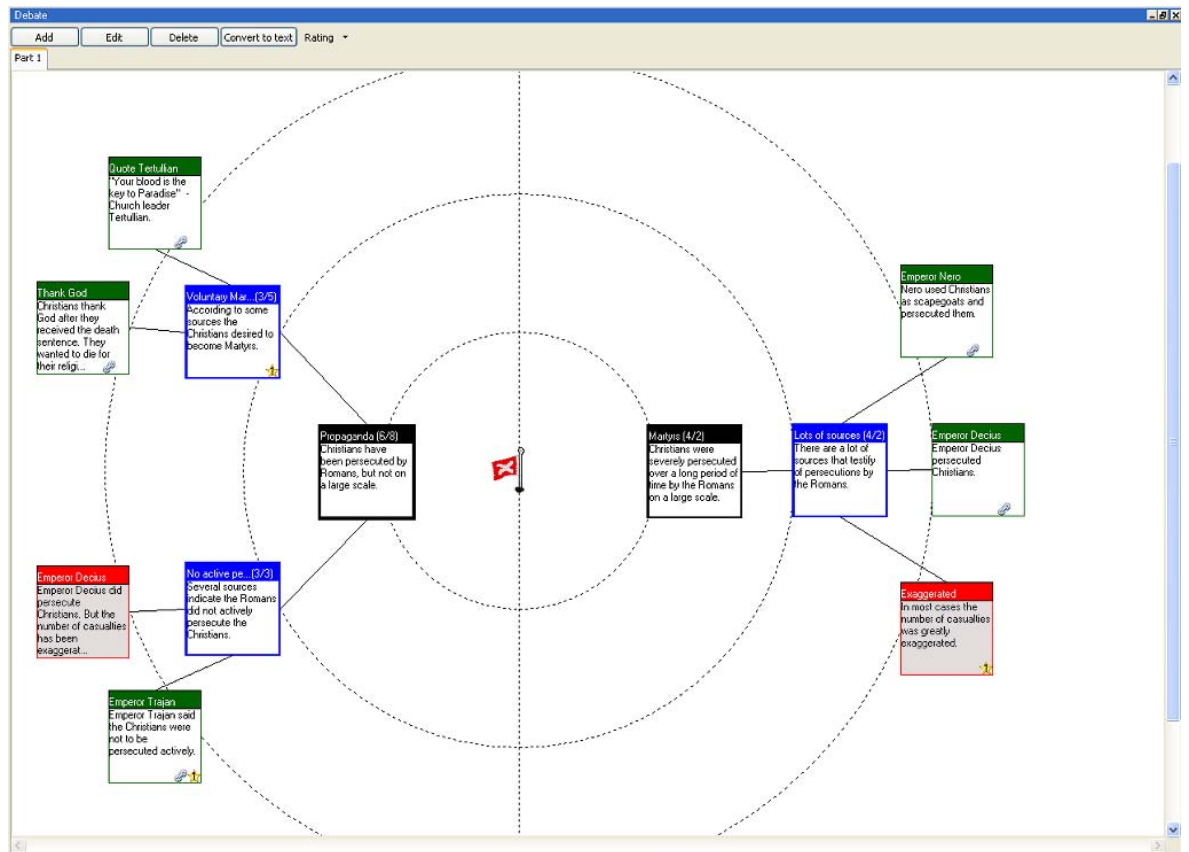 Debate
Add
Edit
Delete
Convert to text
Rating
Part 1
Quote Tertullian
"Your blood is the
key to Paradise" -
Church leader
Tertullian.
Thank God
Christians thank
God after they
received the death
sentence. They
wanted to die for
their religi...
Voluntary Mar...(3/5)
According to some
sources the
Christians desired to
become Martyrs.
Propaganda (6/8)
Christians have
been persecuted by
Romans, but not on
a large scale.
Emperor Decius
Emperor Decius did
persecute
Christians. But the
number of casualties
has been
exaggerat...
No active pe...(3/3)
Several sources
indicate the Romans
did not actively
persecute the
Christians.
Emperor Trajan
Emperor Trajan said
the Christians were
not to be
persecuted actively.
Martyrs (4/2)
Christians were
severely persecuted
over a long period of
time by the Romans
on a large scale.
Lots of sources (4/2)
There are a lot of
sources that testify
of persecutions by
the Romans.
Emperor Nero
Nero used Christians
as scapegoats and
persecuted them.
Emperor Decius
Emperor Decius
persecuted
Christians.
Exaggerated
In most cases the
number of casualties
was greatly
exaggerated.